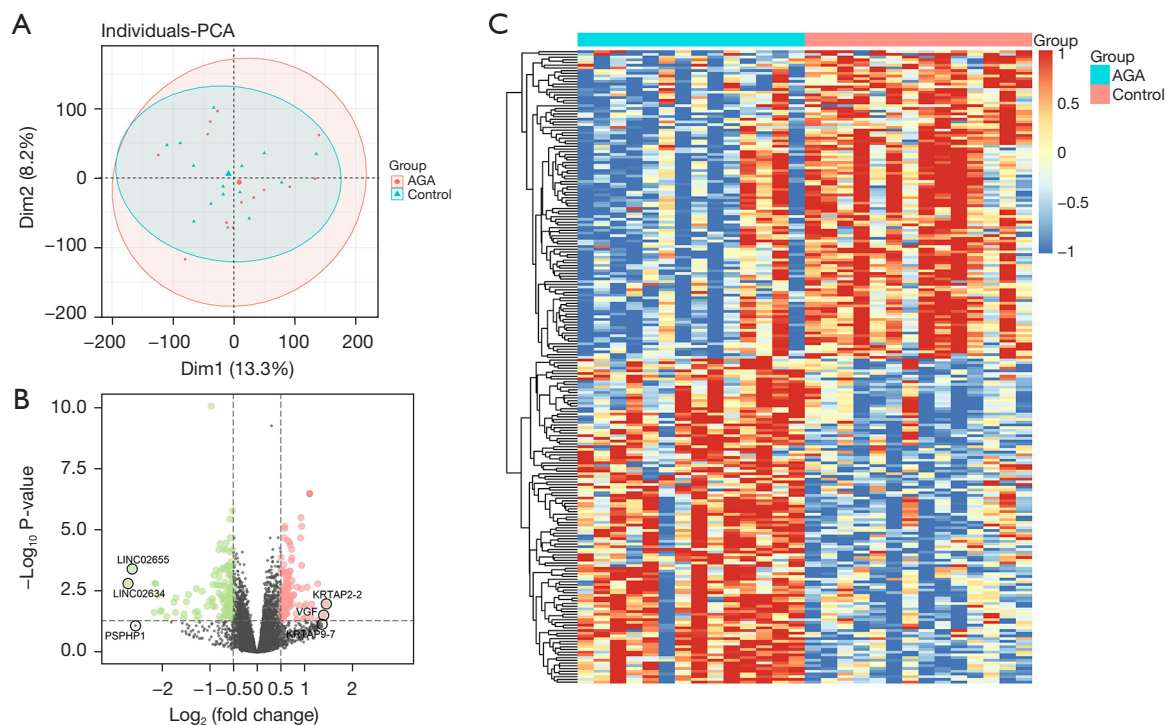 A
Individuals-PCA
Dim2 (8.2%)
100
0
−100
−200
−200
−100
0
100
200
Dim1 (13.3%)
Group
AGA
Control
B
−Log10 P-value
10.0
7.5
5.0
2.5
0.0
LINC02655
LINC02634
PSPHP1
KRTAP2-2
VGF
KRTAP9-7
−2
−1
−0.5
0
0.5
1
2
Log2 (fold change)
C
Group
1
0.5
0
−0.5
−1
Group
AGA
Control